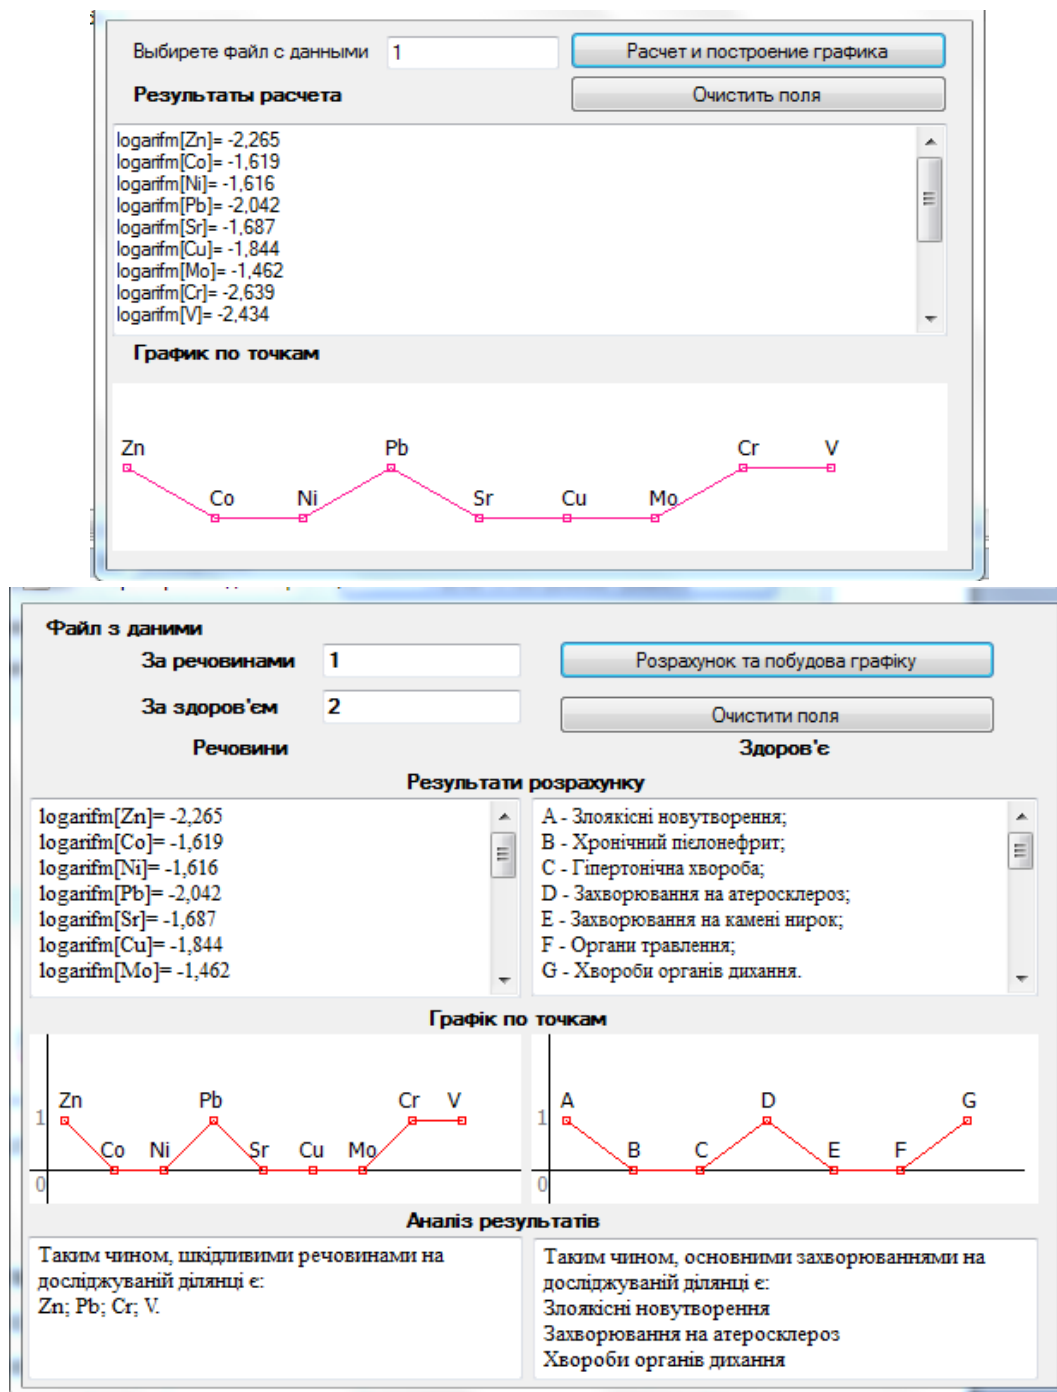 Выбирете файл с данными 1 Расчет и построение графика
Результаты расчета Очистить поля
logarifm[Zn]= -2,265
logarifm[Co]= -1,619
logarifm[Ni]= -1,616
logarifm[Pb]= -2,042
logarifm[Sr]= -1,687
logarifm[Cu]= -1,844
logarifm[Mo]= -1,462
logarifm[Cr]= -2,639
logarifm[V]= -2,434
График по точкам
Zn Pb Cr V
Co Ni Sr Cu Mo
Файл з даними
За речовинами 1 Розрахунок та побудова графіку
За здоров'єм 2 Очистити поля
Речовини Здоров'є
Результати розрахунку
logarifm[Zn]= -2,265
logarifm[Co]= -1,619
logarifm[Ni]= -1,616
logarifm[Pb]= -2,042
logarifm[Sr]= -1,687
logarifm[Cu]= -1,844
logarifm[Mo]= -1,462
A - Злоякісні новутворення;
B - Хронічний пієлонефрит;
C - Гіпертонічна хвороба;
D - Захворювання на атеросклероз;
E - Захворювання на камені нирок;
F - Органи травлення;
G - Хвороби органів дихання.
Графік по точкам
Zn Pb Cr V
1
Co Ni Sr Cu Mo
0
A D G
1
B C E F
0
Аналіз результатів
Таким чином, шкідливими речовинами на
досліджуваній ділянці є:
Zn; Pb; Cr; V.
Таким чином, основними захворюваннями на
досліджуваній ділянці є:
Злоякісні новутворення
Захворювання на атеросклероз
Хвороби органів дихання